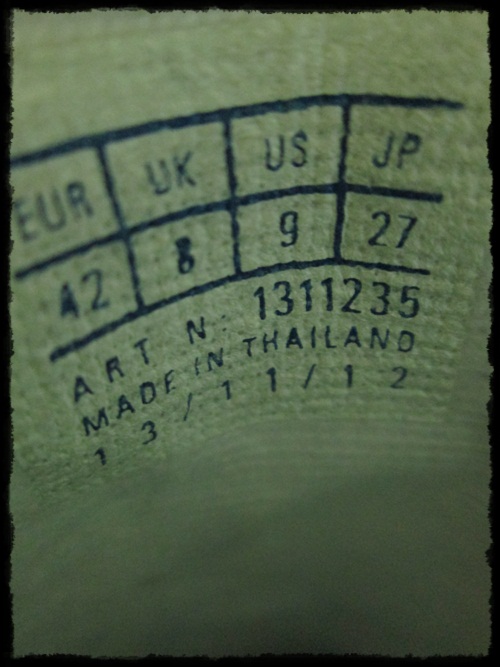 EUR UK US JP
42 8 9 27
ART N: 1311235
MADE IN THAILAND
13/11/12